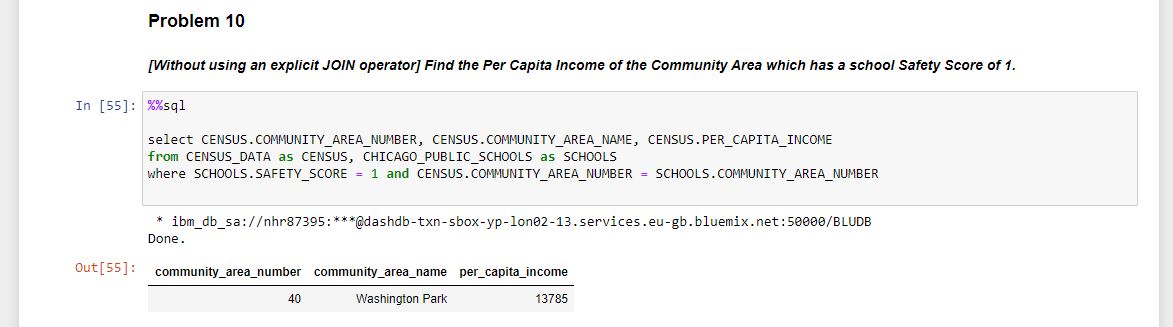 Problem 10
[Without using an explicit JOIN operator] Find the Per Capita Income of the Community Area which has a school Safety Score of 1.
In [55]: %%sql
select CENSUS.COMMUNITY_AREA_NUMBER, CENSUS.COMMUNITY_AREA_NAME, CENSUS.PER_CAPITA_INCOME
from CENSUS_DATA as CENSUS, CHICAGO_PUBLIC_SCHOOLS as SCHOOLS
where SCHOOLS.SAFETY_SCORE = 1 and CENSUS.COMMUNITY_AREA_NUMBER = SCHOOLS.COMMUNITY_AREA_NUMBER
* ibm_db_sa://nhr87395:***@dashdb-txn-sbox-yp-lon02-13.services.eu-gb.bluemix.net:50000/BLUDB
Done.
Out[55]: community_area_number community_area_name per_capita_income
40 Washington Park 13785